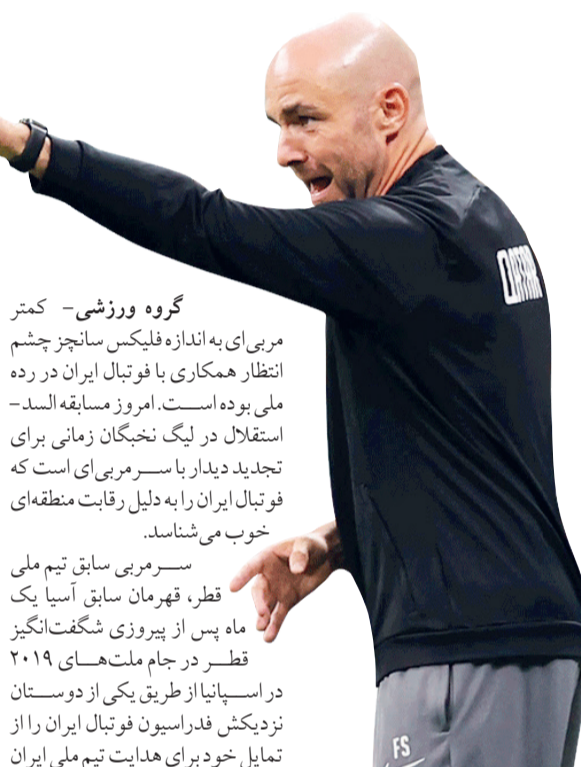 QATAR
گروه ورزشی- کمتر
مربی‌ای به اندازه فلیکس سانچز چشم
انتظار همکاری با فوتبال ایران در رده
ملی بوده است. امروز مسابقه السد-
استقلال در لیگ نخبگان زمانی برای
تجدید دیدار با سرمربی‌ای است که
فوتبال ایران را به دلیل رقابت منطقه‌ای
خوب می‌شناسد.
سرمربی سابق تیم ملی
قطر، قهرمان سابق آسیا یک
ماه پس از پیروزی شگفت‌انگیز
قطر در جام ملت‌های ۲۰۱۹
در اسپانیا از طریق یکی از دوستان
نزدیکش فدراسیون فوتبال ایران را از
تمایل خود برای هدایت تیم ملی ایران
FS